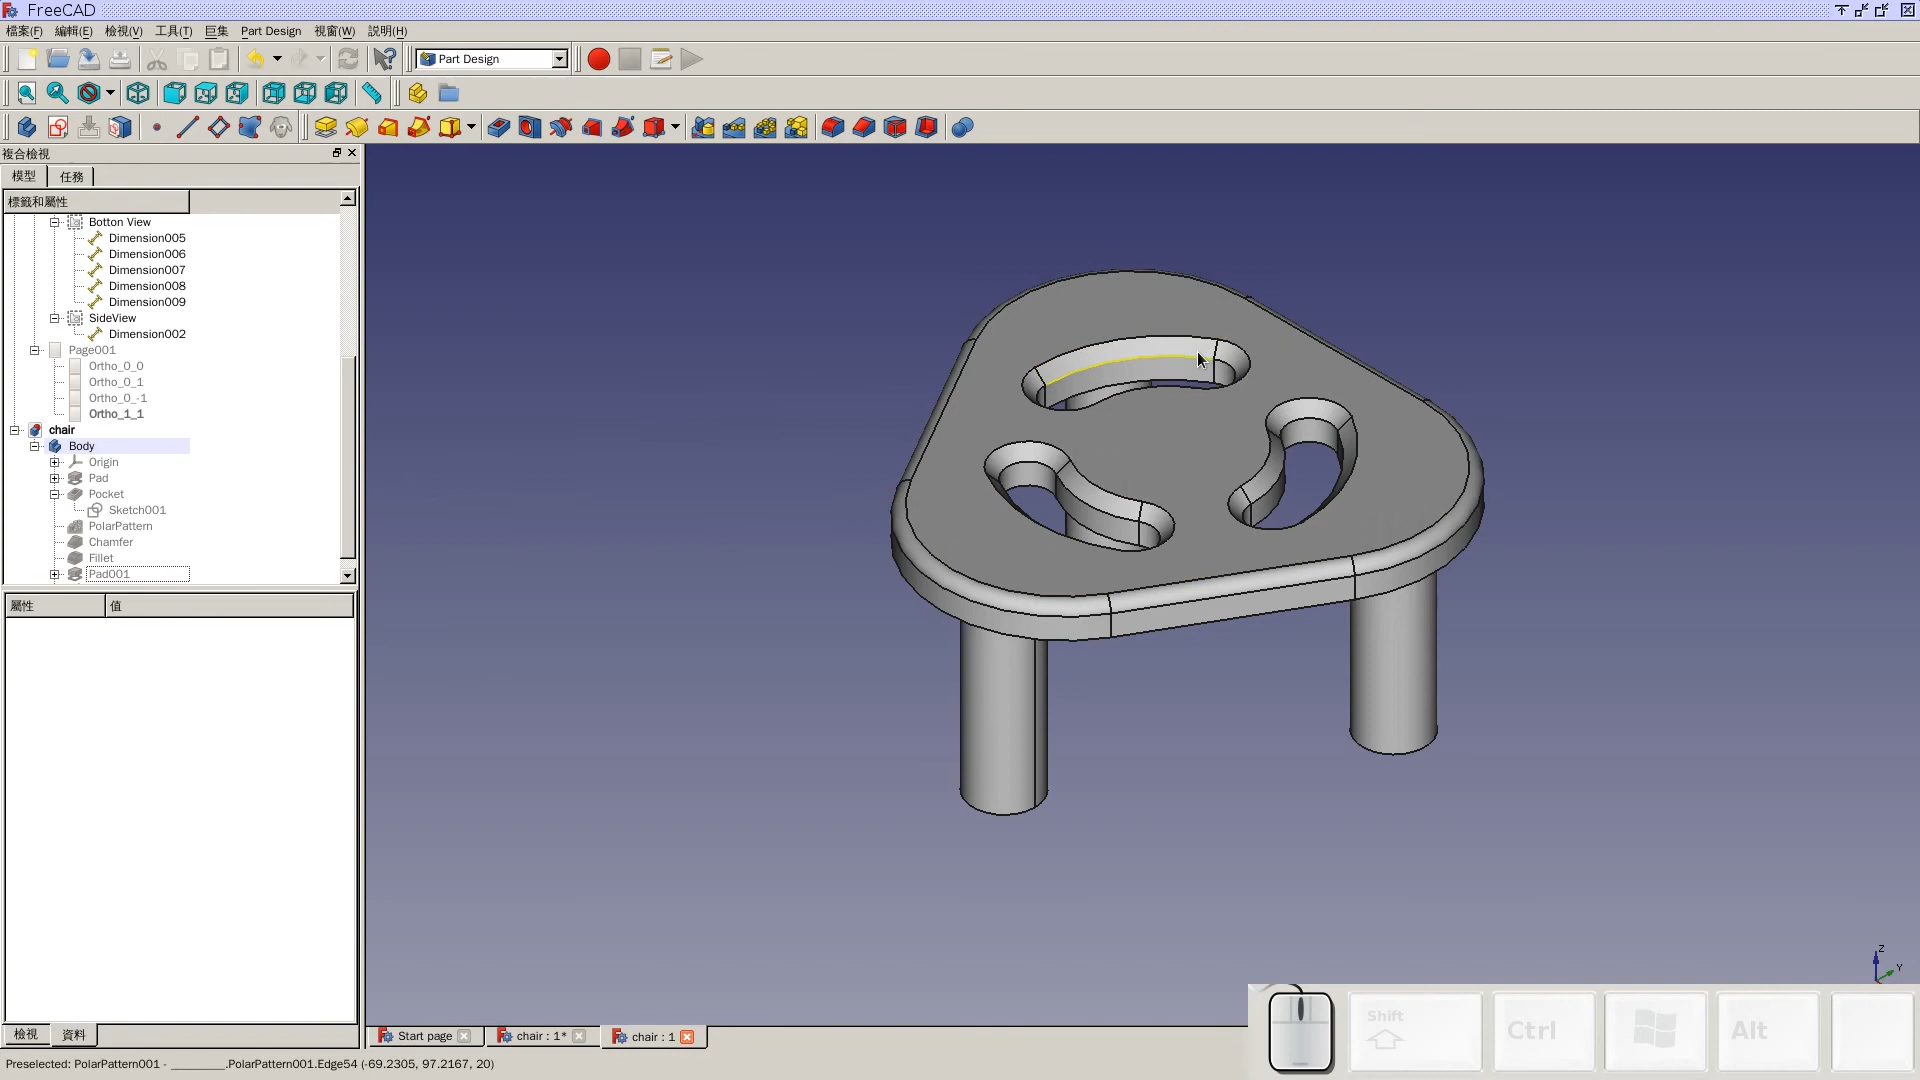 FreeCAD
檔案(F) 編輯(E) 檢視(V) 工具(T) 巨集 Part Design 視窗(W) 説明(H)
Part Design
複合檢視
模型 任務
標籤和屬性
Botton View
Dimension005
Dimension006
Dimension007
Dimension008
Dimension009
SideView
Dimension002
Page001
Ortho_0_0
Ortho_0_1
Ortho_0_-1
Ortho_1_1
chair
Body
Origin
Pad
Pocket
Sketch001
PolarPattern
Chamfer
Fillet
Pad001
屬性 值
Z
Y
檢視 資料
Start page chair : 1* chair : 1
Shift Ctrl Alt
Preselected: PolarPattern001 - ________.PolarPattern001.Edge54 (-69.2305, 97.2167, 20)